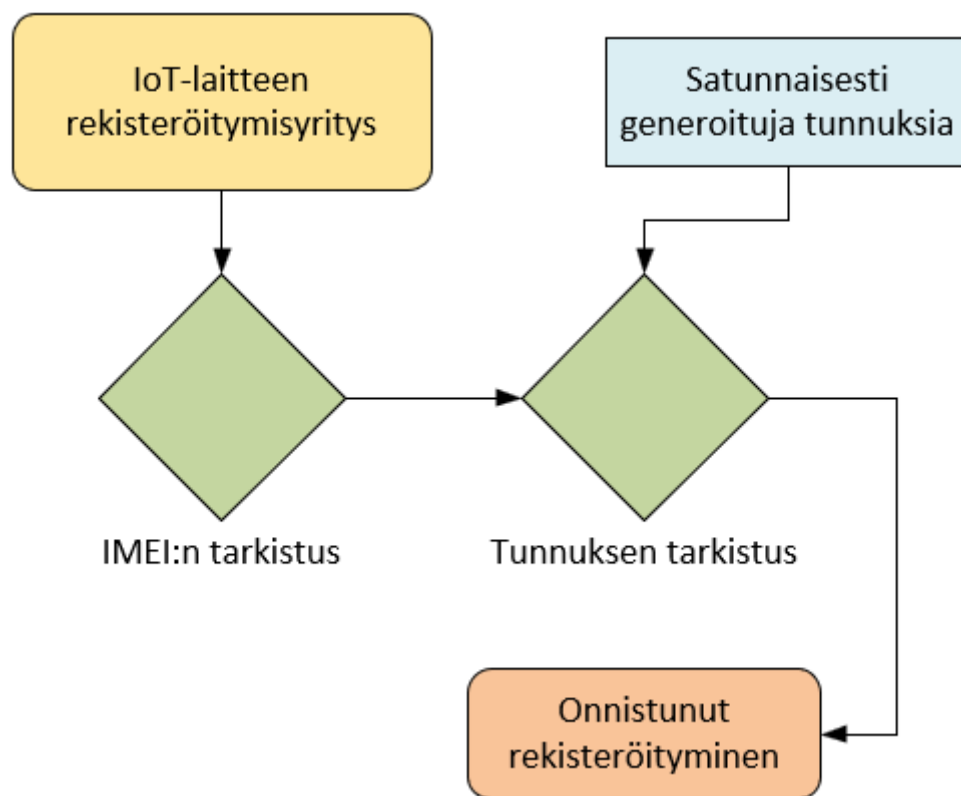 IoT-laitteen
rekisteröitymisyritys
Satunnaisesti
generoituja tunnuksia
IMEI:n tarkistus
Tunnuksen tarkistus
Onnistunut
rekisteröityminen